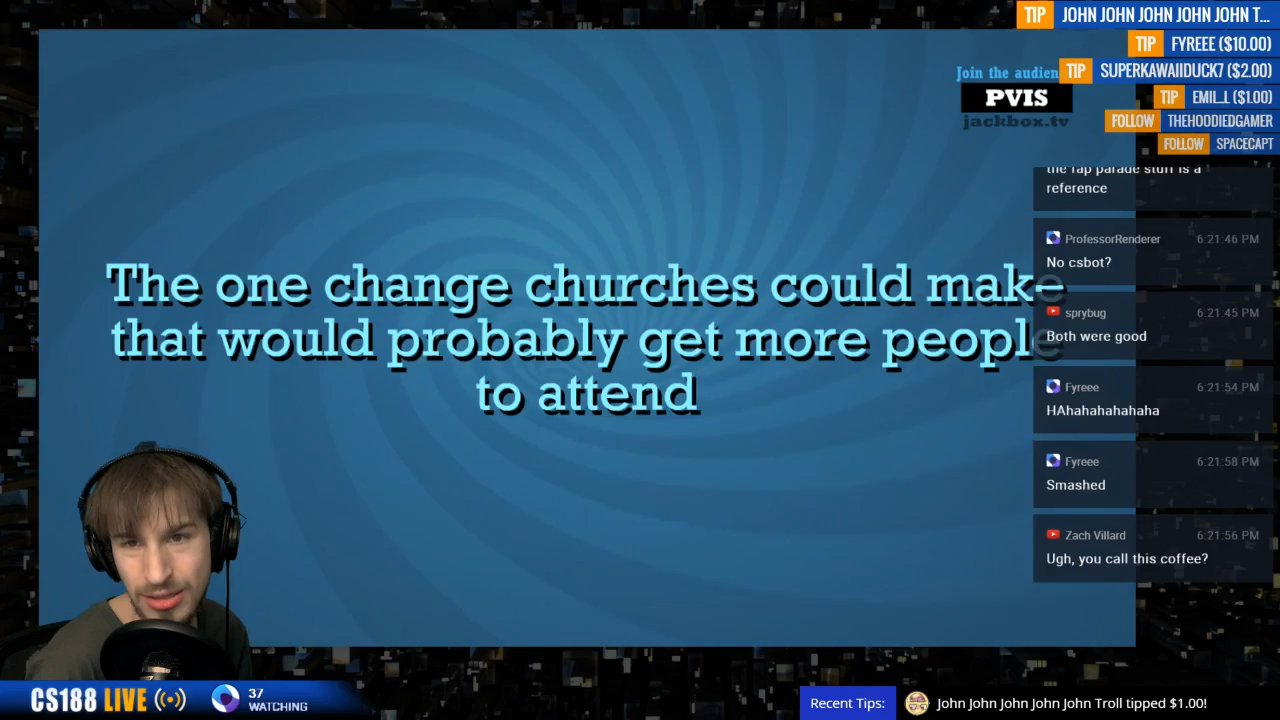 TIP JOHN JOHN JOHN JOHN JOHN T...
TIP FYREEE ($10.00)
TIP SUPERKAWAIIDUCK7 ($2.00)
TIP EMII_L ($1.00)
FOLLOW THEHOODIEDGAMER
FOLLOW SPACECAPT
Join the audien
PVIS
jackbox.tv
The one change churches could make
that would probably get more people
to attend
the rap parade stuff is a
reference
ProfessorRenderer 6:21:46 PM
No csbot?
sprybug 6:21:45 PM
Both were good
Fyreee 6:21:54 PM
HAhahahahahaha
Fyreee 6:21:58 PM
Smashed
Zach Villard 6:21:56 PM
Ugh, you call this coffee?
CS188 LIVE
37
WATCHING
Recent Tips: John John John John John Troll tipped $1.00!